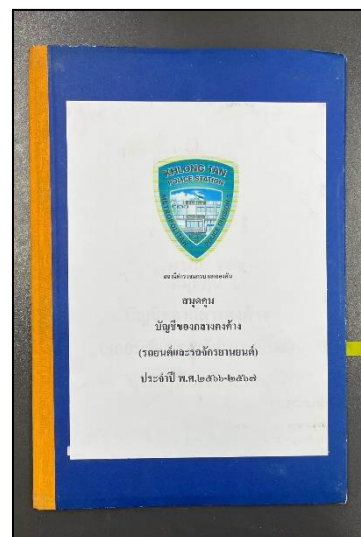 KHLONG TAN
POLICE STATION
สถานีตำรวจนครบาลคลองตัน
สมุดคุม
บัญชีของกลางคงค้าง
(รถยนต์และรถจักรยานยนต์)
ประจำปี พ.ศ.๒๕๖๖-๒๕๖๗